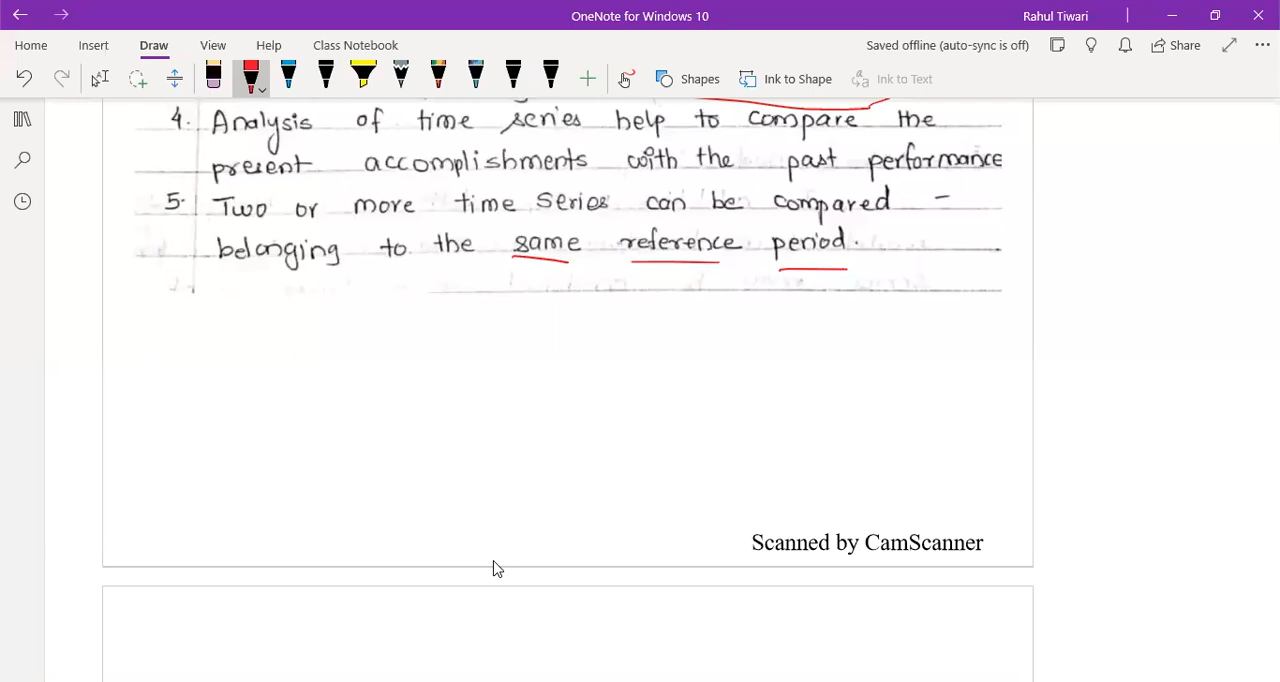 OneNote for Windows 10
Rahul Tiwari
Home Insert Draw View Help Class Notebook
Saved offline (auto-sync is off) Share
Shapes Ink to Shape Ink to Text
4. Analysis of time series help to compare the
present accomplishments with the past performance
5. Two or more time series can be compared -
belonging to the same reference period.
Scanned by CamScanner